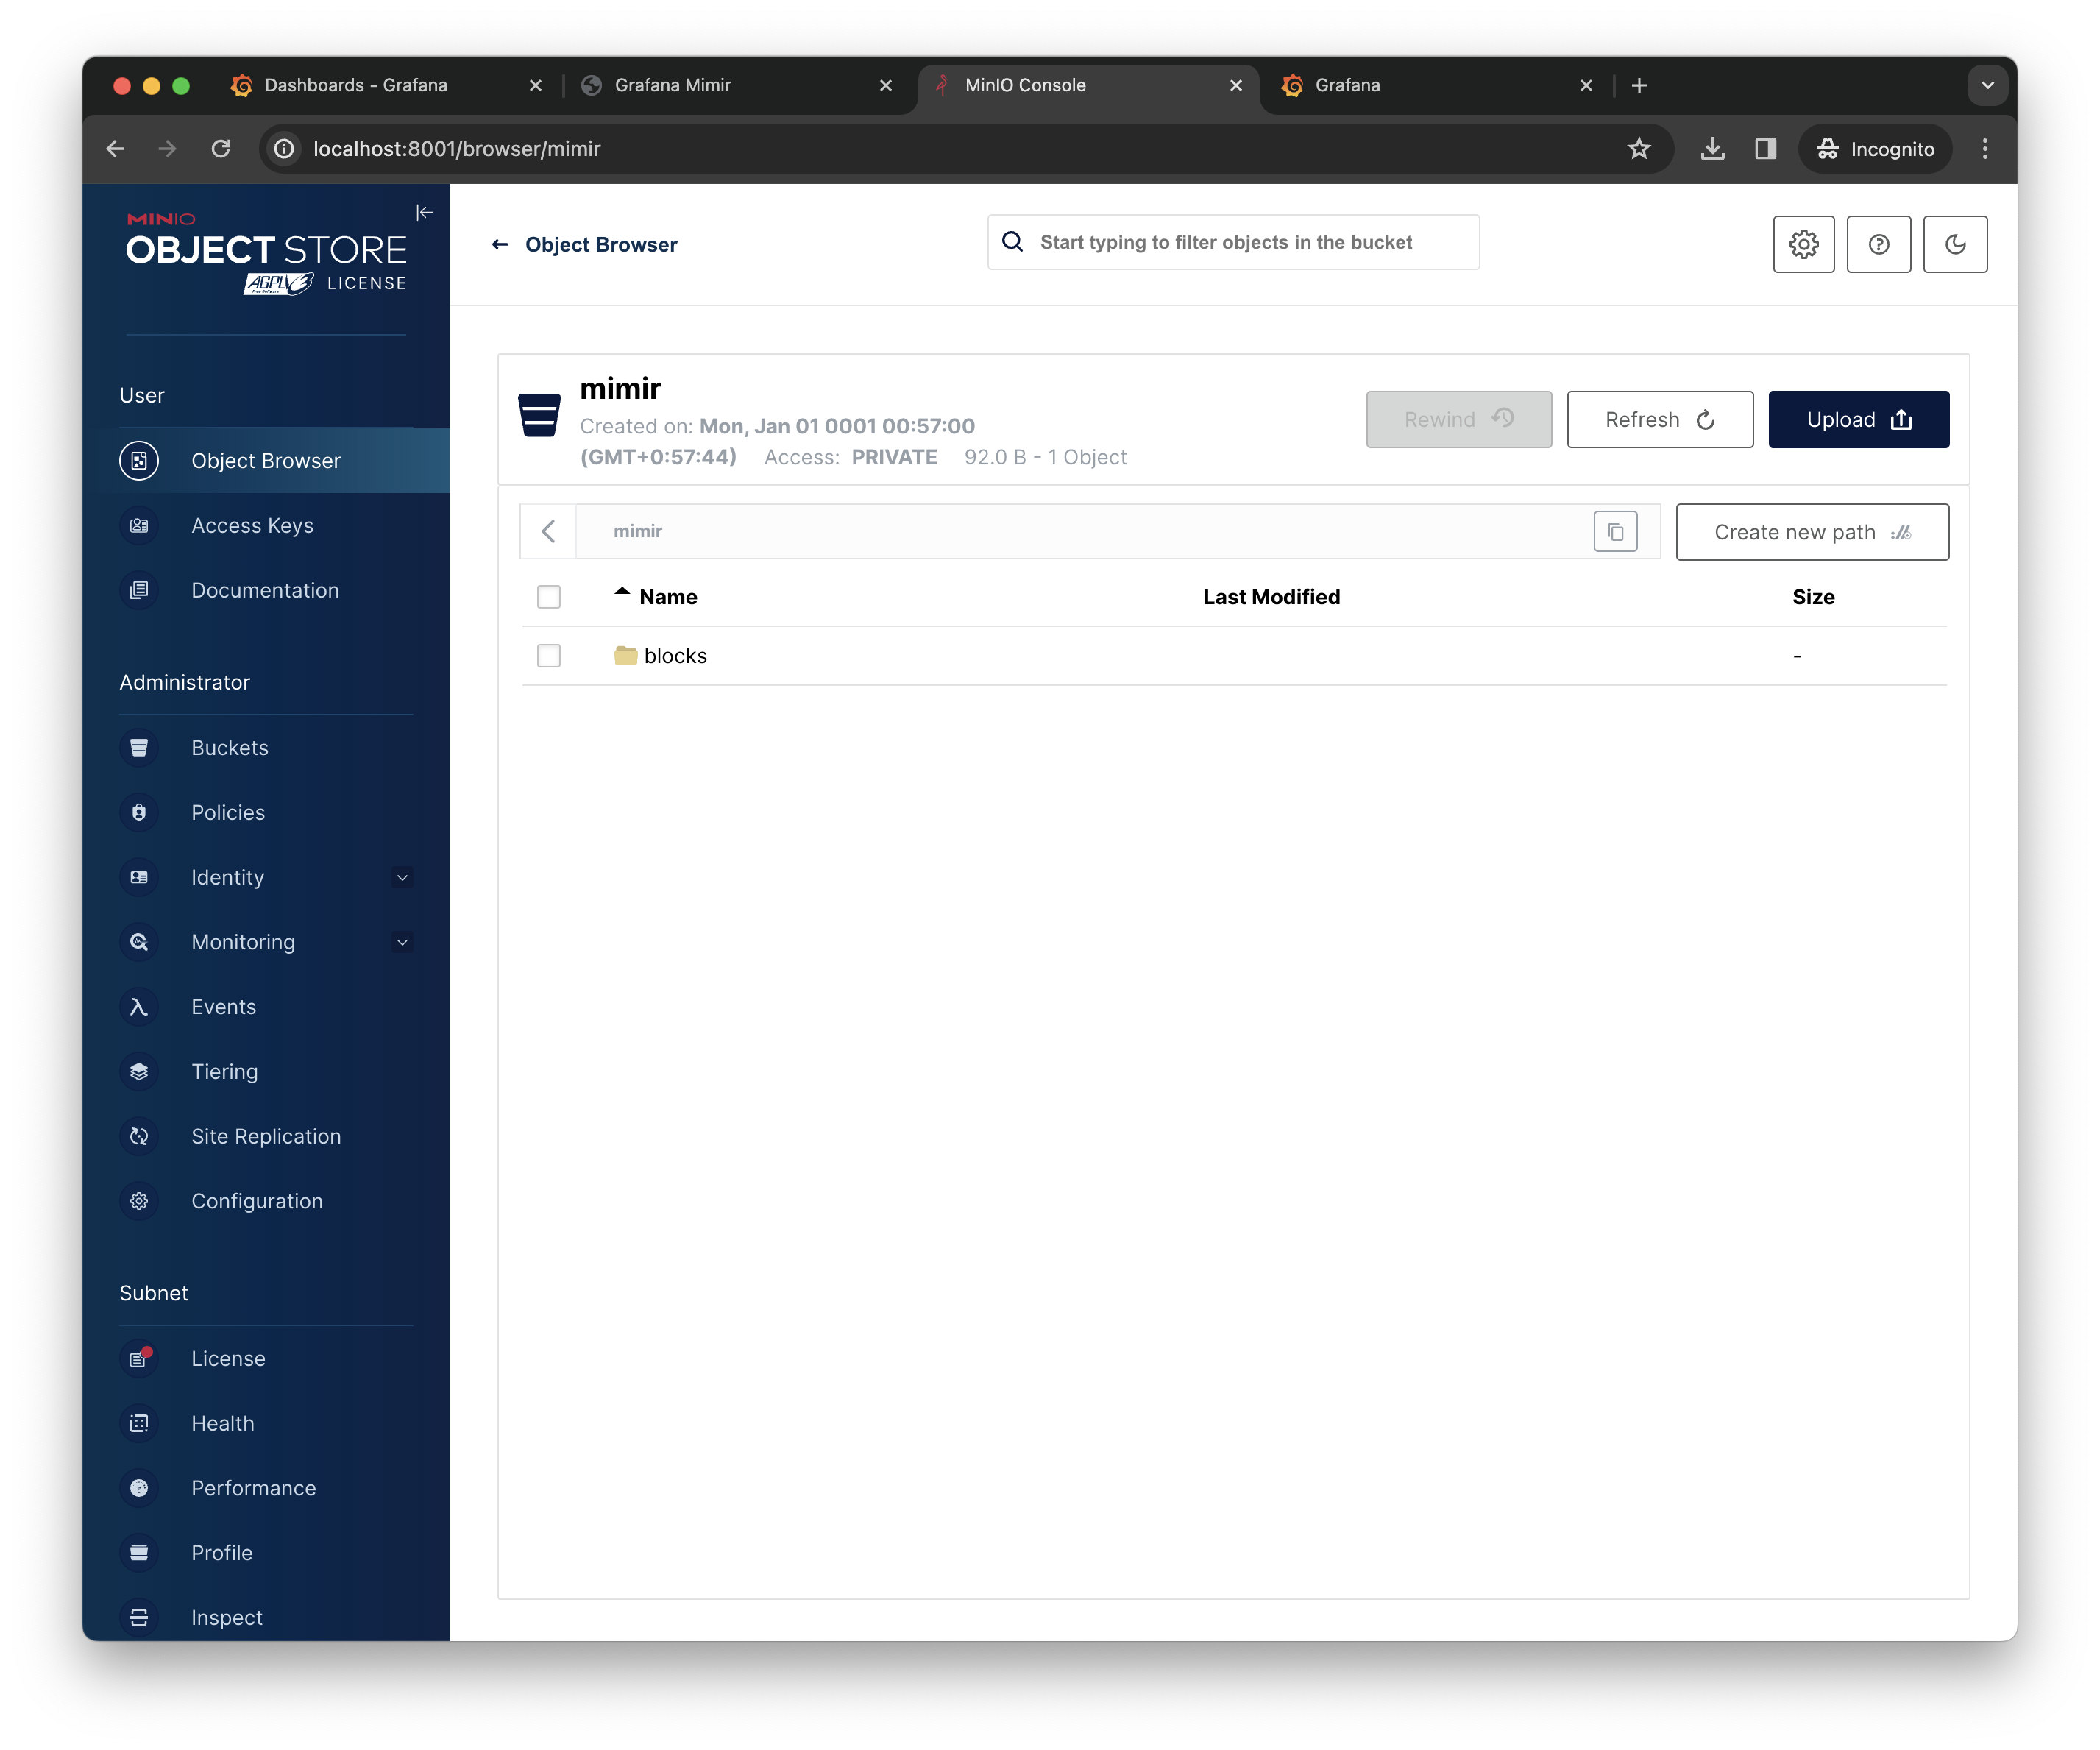 Dashboards - Grafana
Grafana Mimir
MinIO Console
Grafana
localhost:8001/browser/mimir
Incognito
MINIO
OBJECT STORE
AGPLv3 LICENSE
User
Object Browser
Access Keys
Documentation
Administrator
Buckets
Policies
Identity
Monitoring
Events
Tiering
Site Replication
Configuration
Subnet
License
Health
Performance
Profile
Inspect
Object Browser
Start typing to filter objects in the bucket
mimir
Created on: Mon, Jan 01 0001 00:57:00
(GMT+0:57:44) Access: PRIVATE 92.0 B - 1 Object
Rewind
Refresh
Upload
mimir
Create new path
Name Last Modified Size
blocks -